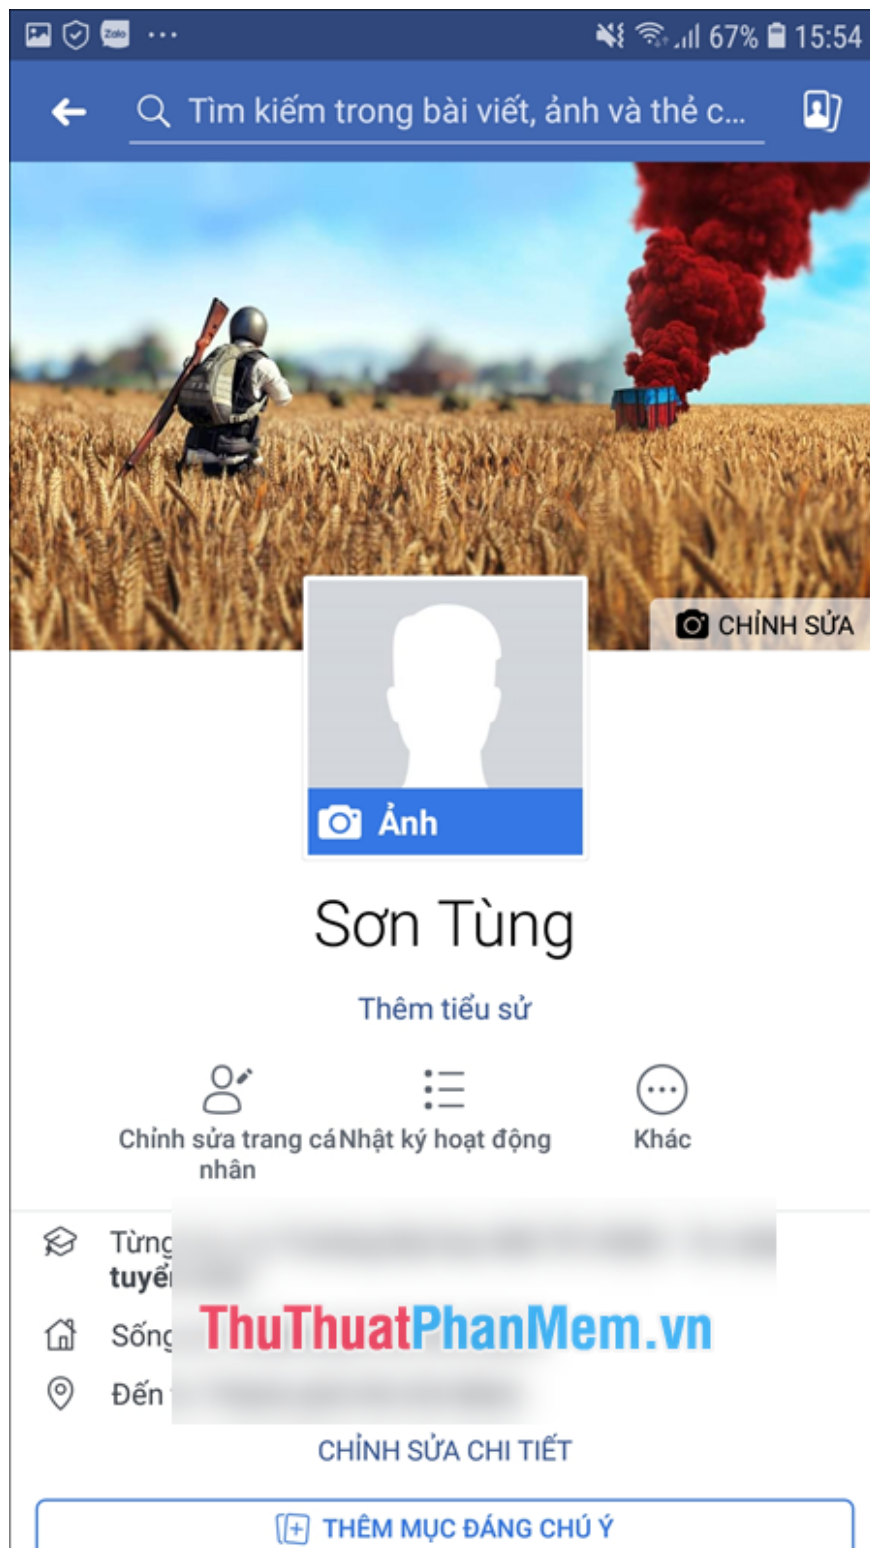 Zalo
67% 15:54
Tìm kiếm trong bài viết, ảnh và thẻ c...
CHỈNH SỬA
Ảnh
Sơn Tùng
Thêm tiểu sử
Chỉnh sửa trang cá nhân
Nhật ký hoạt động
Khác
Từng
tuyể
Sống
ThuThuatPhanMem.vn
Đến
CHỈNH SỬA CHI TIẾT
THÊM MỤC ĐÁNG CHÚ Ý